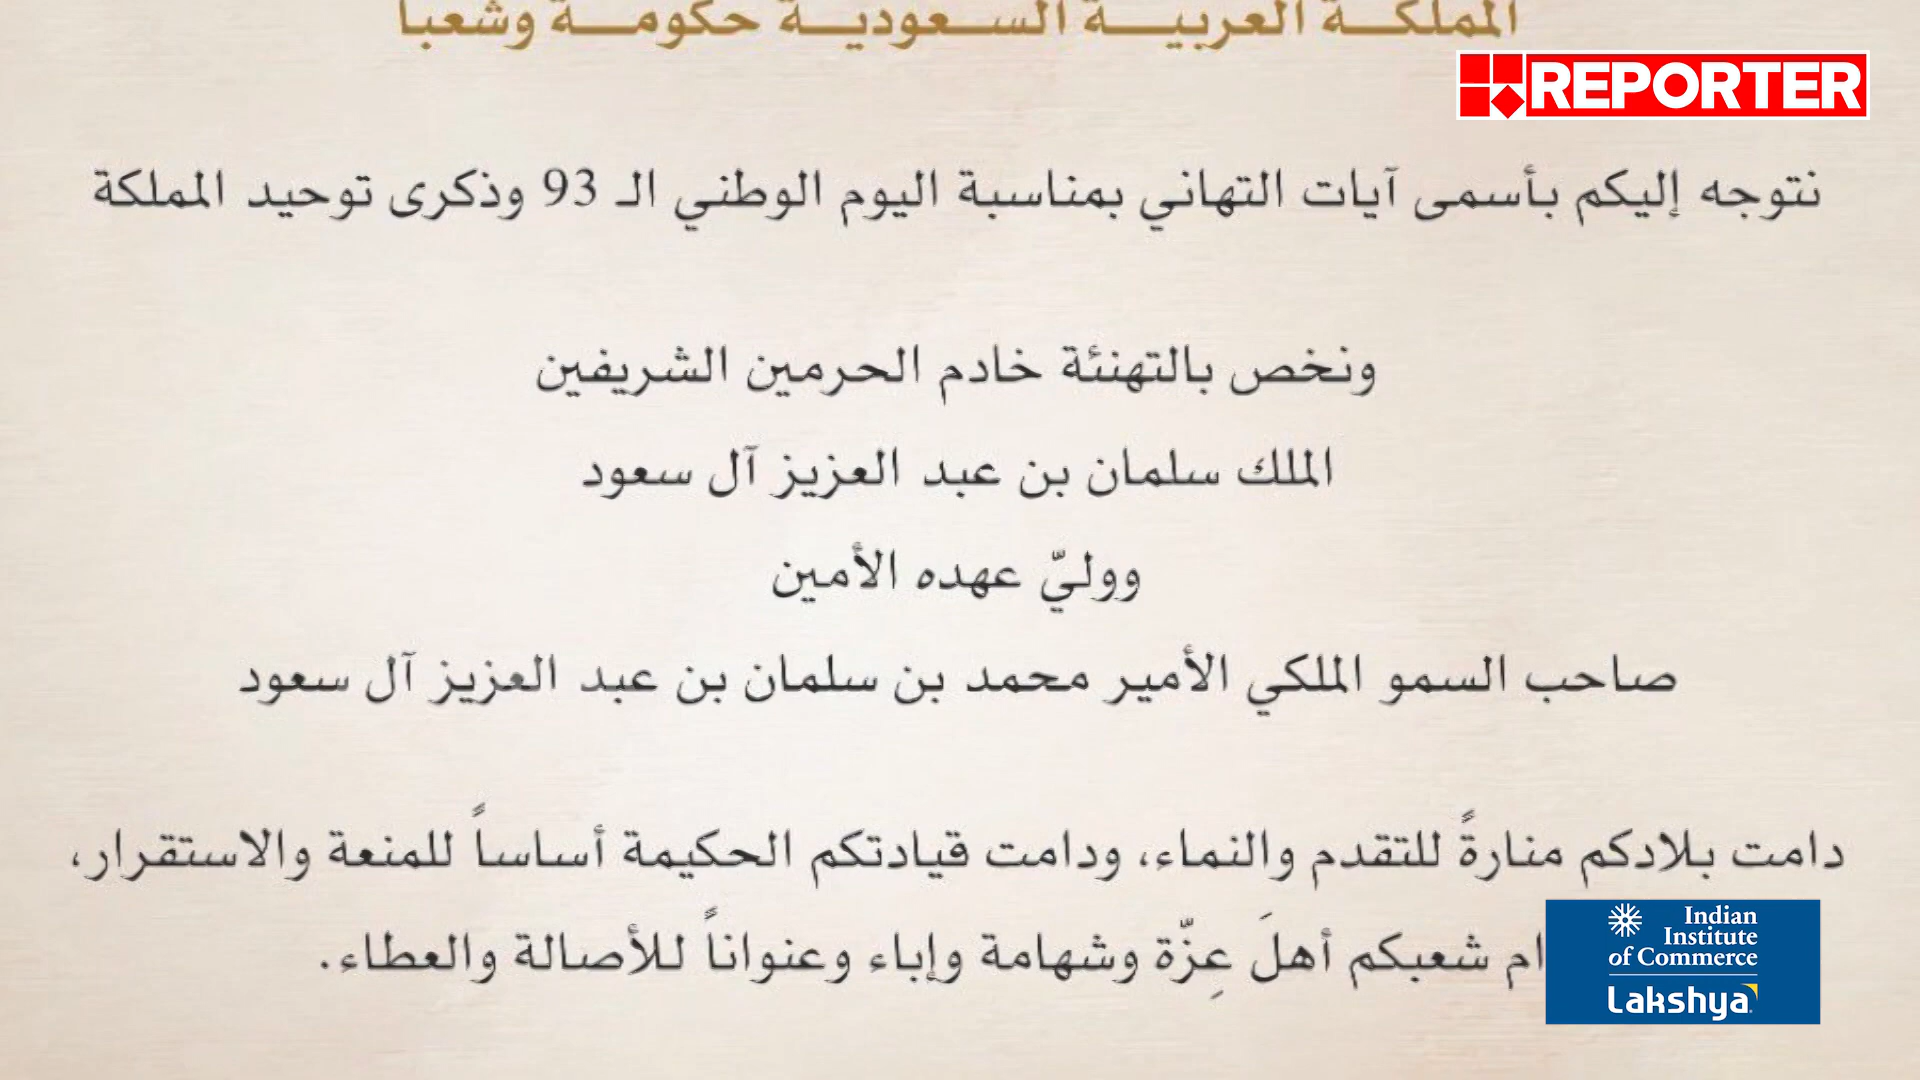 المملكة العربية السعودية حكومة وشعبا
REPORTER
نتوجه إليكم بأسمى آيات التهاني بمناسبة اليوم الوطني الـ 93 وذكرى توحيد المملكة
ونخص بالتهنئة خادم الحرمين الشريفين
الملك سلمان بن عبد العزيز آل سعود
ووليّ عهده الأمين
صاحب السمو الملكي الأمير محمد بن سلمان بن عبد العزيز آل سعود
دامت بلادكم منارةً للتقدم والنماء، ودامت قيادتكم الحكيمة أساساً للمنعة والاستقرار،
ام شعبكم أهلَ عِزّة وشهامة وإباء وعنواناً للأصالة والعطاء.
Indian
Institute
of Commerce
Lakshya